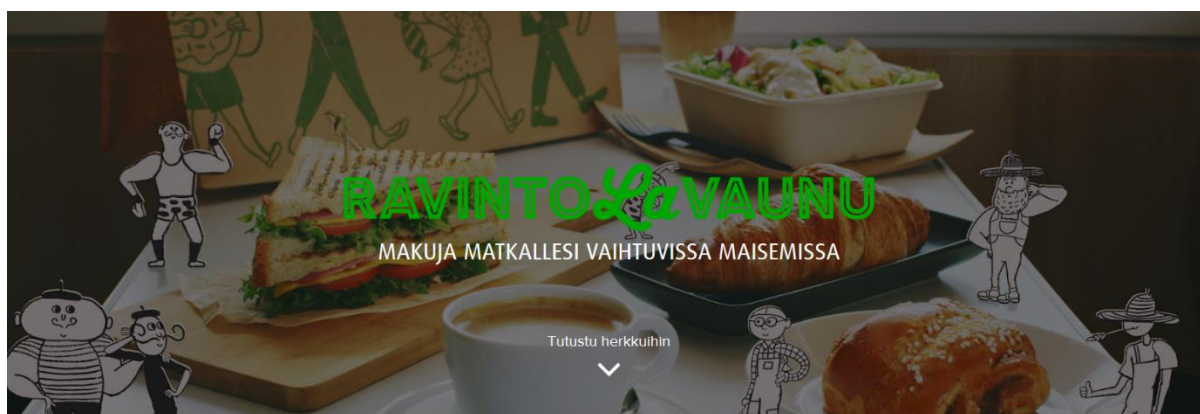 RAVINTOLaVAUNU
MAKUJA MATKALLESI VAIHTUVISSA MAISEMISSA
Tutustu herkkuihin